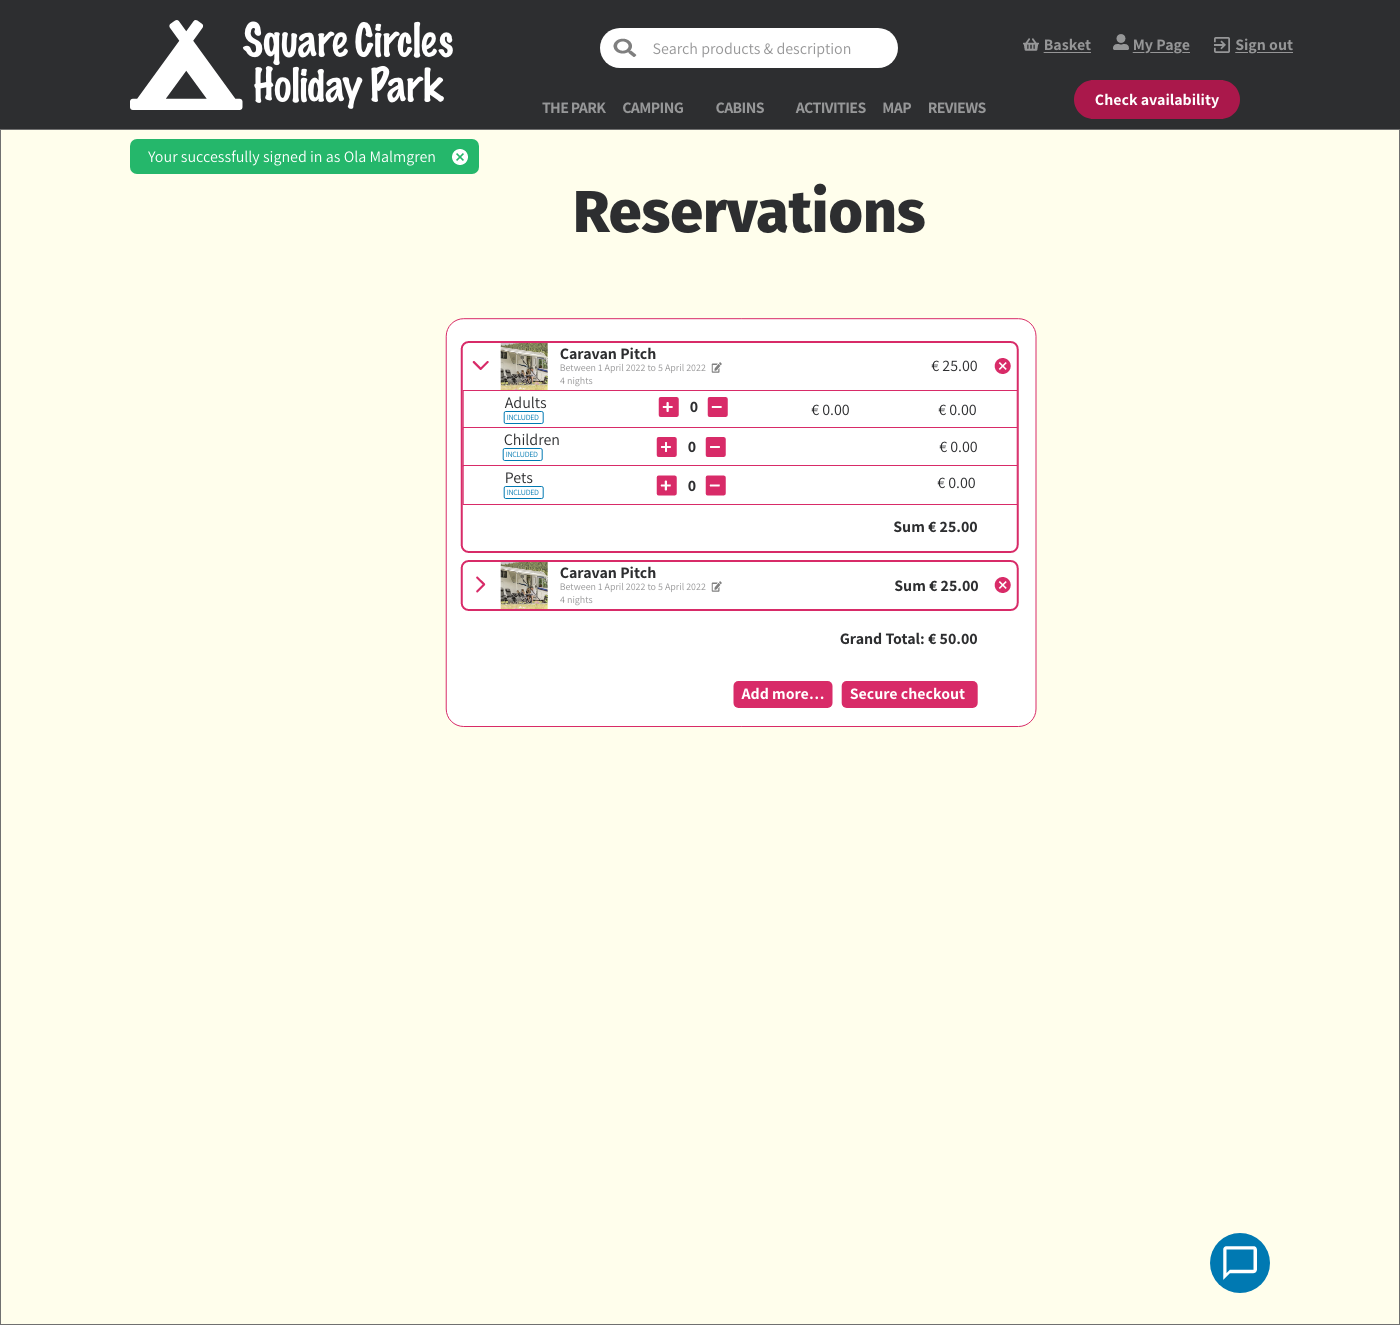 Square Circles
Holiday Park
Search products & description
Basket
My Page
Sign out
THE PARK
CAMPING
CABINS
ACTIVITIES
MAP
REVIEWS
Check availability
Your successfully signed in as Ola Malmgren
Reservations
Caravan Pitch
Between 1 April 2022 to 5 April 2022
4 nights
€ 25.00
Adults
INCLUDED
0
€ 0.00
€ 0.00
Children
INCLUDED
0
€ 0.00
Pets
INCLUDED
0
€ 0.00
Sum € 25.00
Caravan Pitch
Between 1 April 2022 to 5 April 2022
4 nights
Sum € 25.00
Grand Total: € 50.00
Add more...
Secure checkout